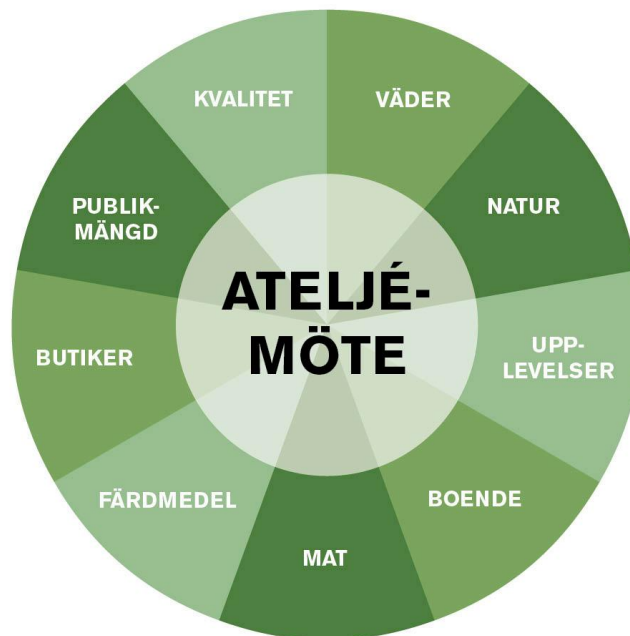 KVALITET
VÄDER
NATUR
UPP-
LEVELSER
BOENDE
MAT
FÄRDMEDEL
BUTIKER
PUBLIK-
MÄNGD
ATELJÉ-
MÖTE